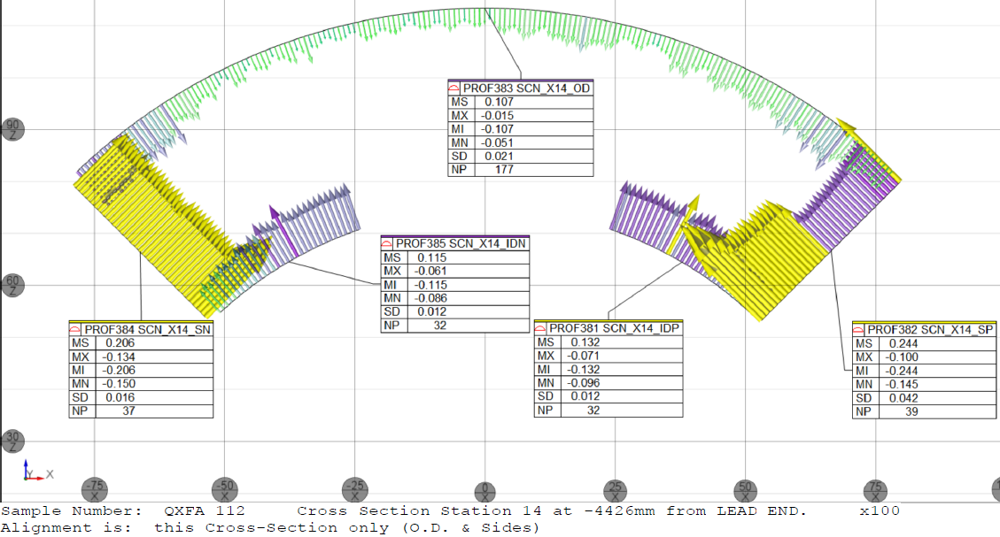 PROF383 SCN_X14_OD
MS 0.107
MX -0.015
MI -0.107
MN -0.051
SD 0.021
NP 177
90
Z
PROF385 SCN_X14_IDN
MS 0.115
MX -0.061
MI -0.115
MN -0.086
SD 0.012
NP 32
60
Z
PROF384 SCN_X14_SN
MS 0.206
MX -0.134
MI -0.206
MN -0.150
SD 0.016
NP 37
PROF381 SCN_X14_IDP
MS 0.132
MX -0.071
MI -0.132
MN -0.096
SD 0.012
NP 32
PROF382 SCN_X14_SP
MS 0.244
MX -0.100
MI -0.244
MN -0.145
SD 0.042
NP 39
30
Z
Y X
-75 -50 -25 0 25 50 75
X X X X X X X
Sample Number: QXFA 112 Cross Section Station 14 at -4426mm from LEAD END. x100
Alignment is: this Cross-Section only (O.D. & Sides)